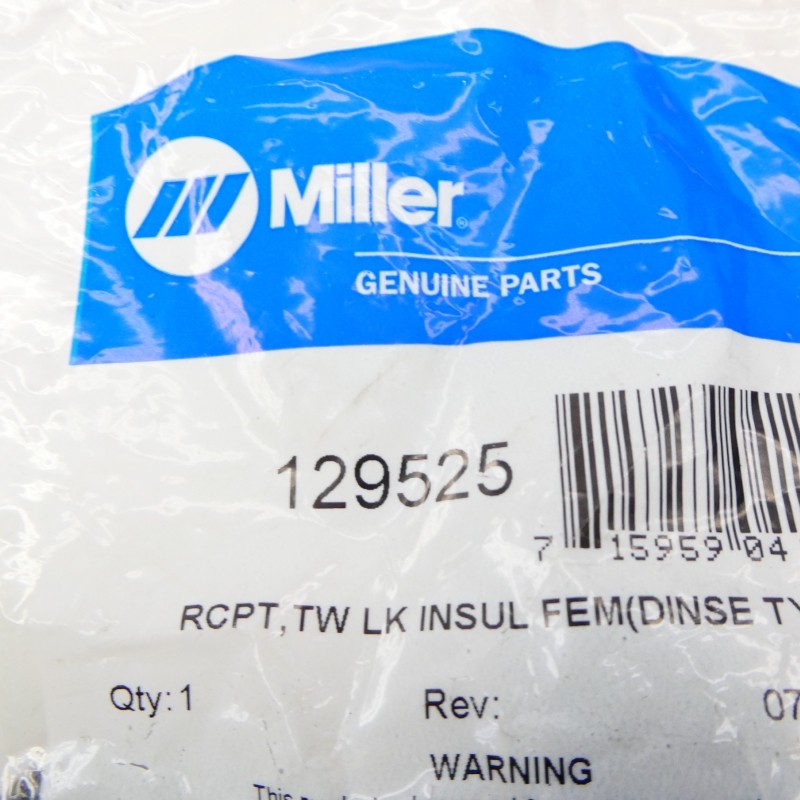 Miller®
GENUINE PARTS
129525
7 15959 04
RCPT,TW LK INSUL FEM(DINSE TY
Qty: 1
Rev:
07
WARNING
This